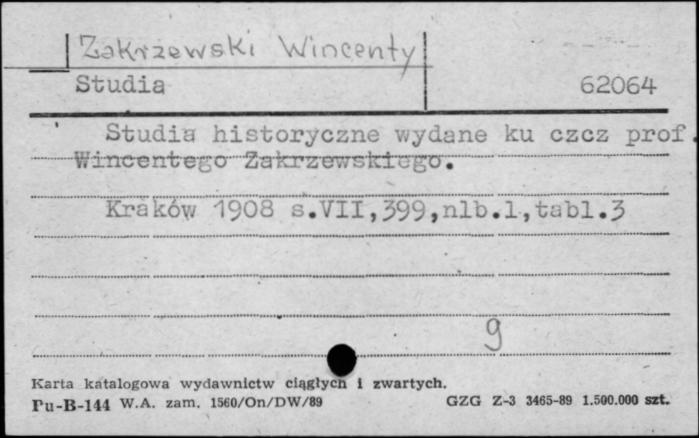 Zakrzewski Wincenty
Studia 62064
Studia historyczne wydane ku czcz prof.
Wincentego Zakrzewskiego.
Kraków 1908 s.VII,399,nlb.1,tabl.3
g
Karta katalogowa wydawnictw ciągłych i zwartych.
Pu-B-144 W.A. zam. 1560/On/DW/89 GZG Z-3 3465-89 1.500.000 szt.